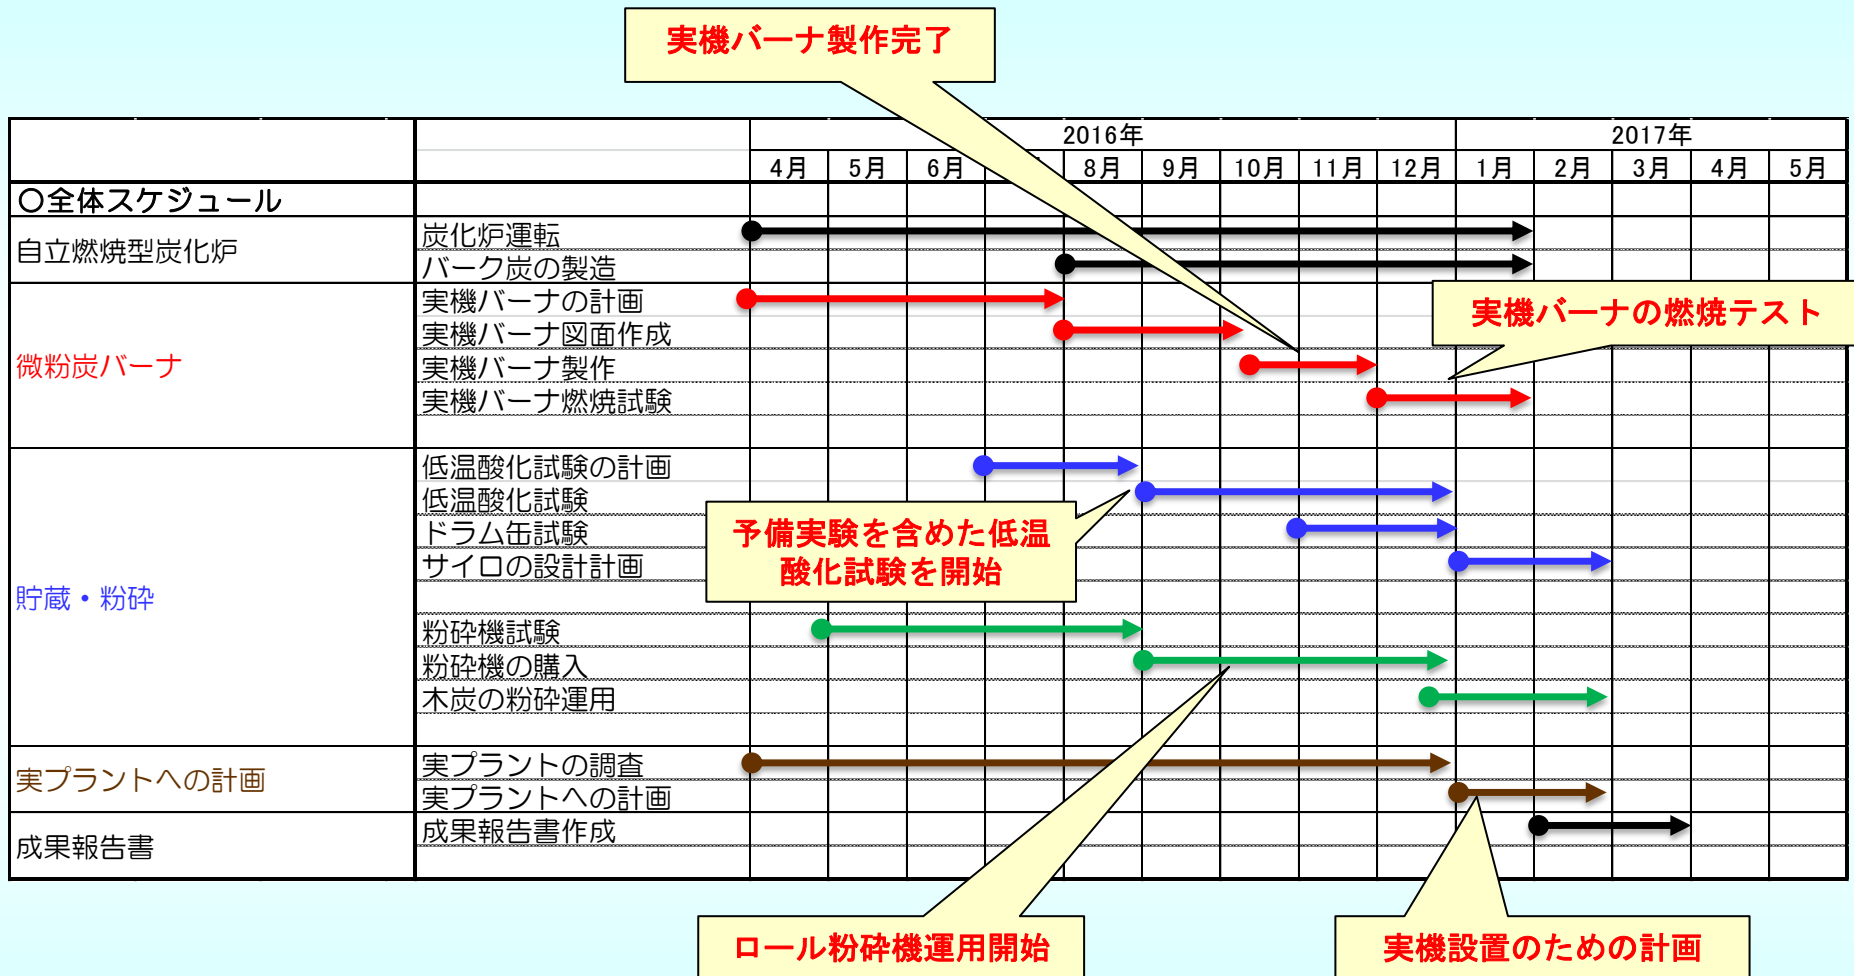 実機バーナ製作完了
2016年
2017年
4月 5月 6月 月 8月 9月 10月 11月 12月 1月 2月 3月 4月 5月
〇全体スケジュール
自立燃焼型炭化炉
炭化炉運転
バーク炭の製造
微粉炭バーナ
実機バーナの計画
実機バーナ図面作成
実機バーナ製作
実機バーナ燃焼試験
実機バーナの燃焼テスト
貯蔵・粉砕
低温酸化試験の計画
低温酸化試験
ドラム缶試験
サイロの設計計画
予備実験を含めた低温
酸化試験を開始
粉砕機試験
粉砕機の購入
木炭の粉砕運用
実プラントへの計画
実プラントの調査
実プラントへの計画
成果報告書
成果報告書作成
ロール粉砕機運用開始
実機設置のための計画